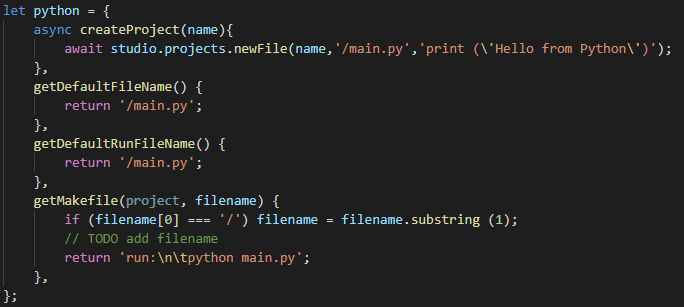 let python = {
    async createProject(name){
        await studio.projects.newFile(name,'/main.py','print (\'Hello from Python\')');
    },
    getDefaultFileName() {
        return '/main.py';
    },
    getDefaultRunFileName() {
        return '/main.py';
    },
    getMakefile(project, filename) {
        if (filename[0] === '/') filename = filename.substring (1);
        // TODO add filename
        return 'run:\n\tpython main.py';
    },
};